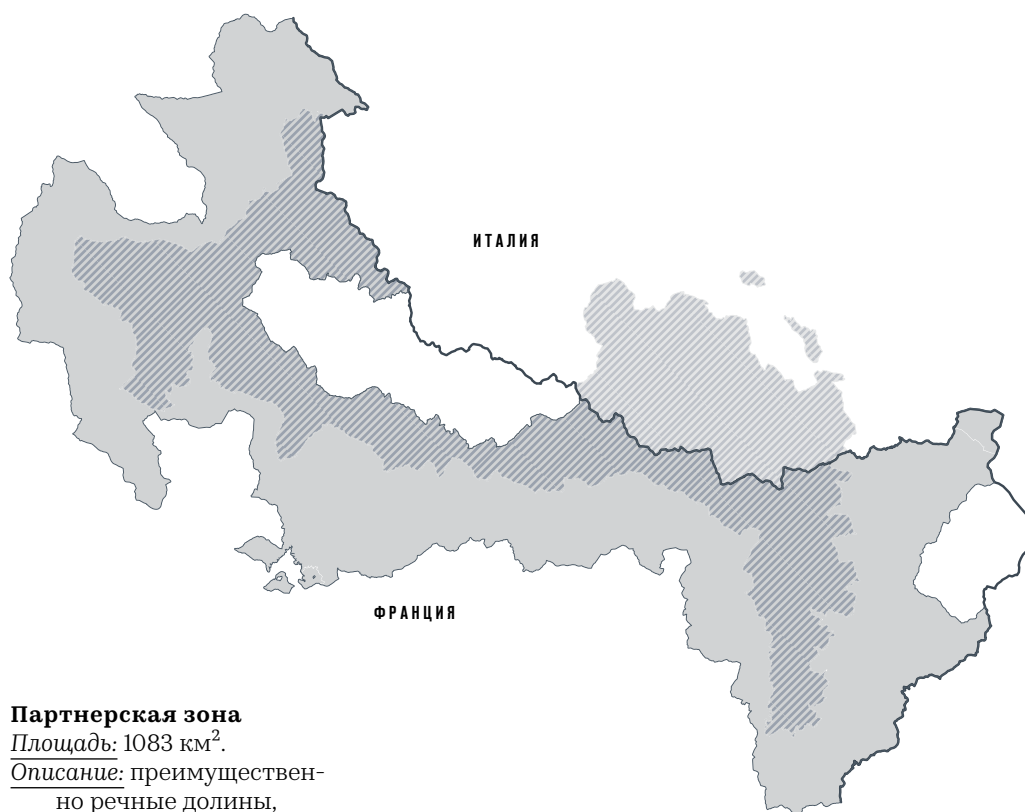 ИТАЛИЯ
ФРАНЦИЯ
Партнерская зона
Площадь: 1083 км².
Описание: преимуществен-
но речные долины,